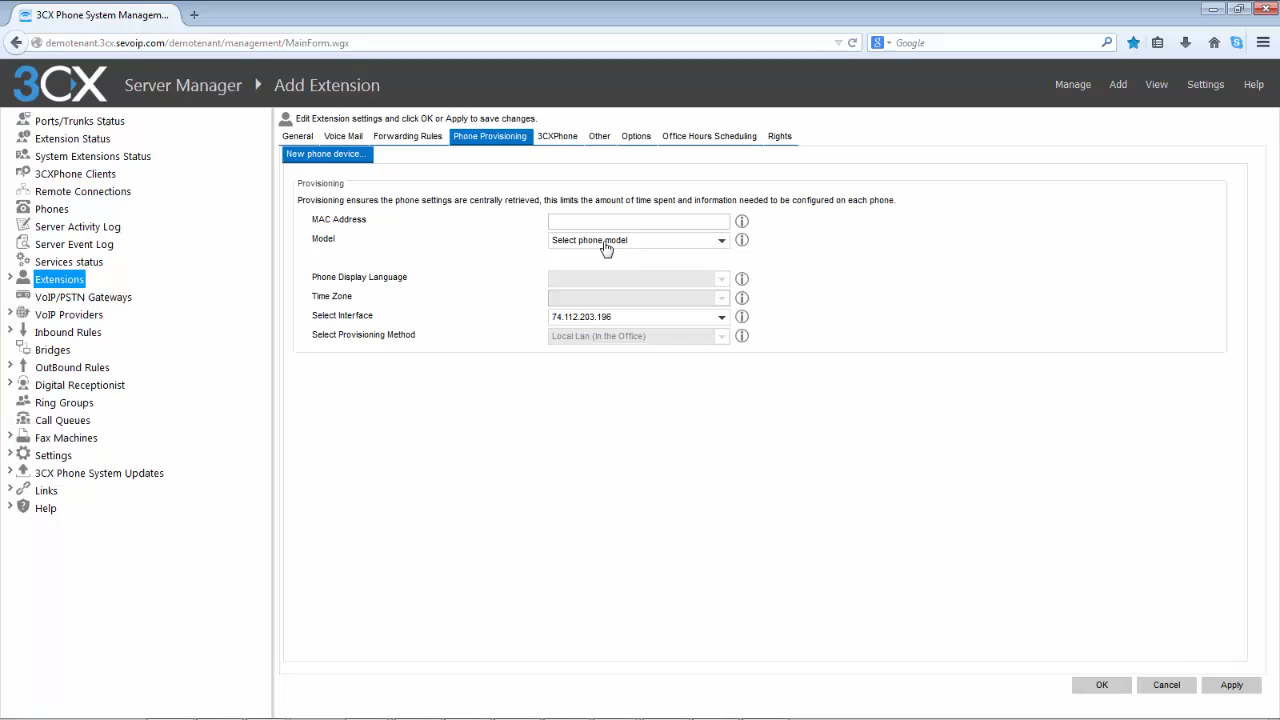 3CX Phone System Managem...
demotenant.3cx.sevoip.com/demotenant/management/MainForm.wgx
Google
3CX Server Manager Add Extension
Manage Add View Settings Help
Ports/Trunks Status
Extension Status
System Extensions Status
3CXPhone Clients
Remote Connections
Phones
Server Activity Log
Server Event Log
Services status
Extensions
VoIP/PSTN Gateways
VoIP Providers
Inbound Rules
Bridges
OutBound Rules
Digital Receptionist
Ring Groups
Call Queues
Fax Machines
Settings
3CX Phone System Updates
Links
Help
Edit Extension settings and click OK or Apply to save changes.
General Voice Mail Forwarding Rules Phone Provisioning 3CXPhone Other Options Office Hours Scheduling Rights
New phone device...
Provisioning
Provisioning ensures the phone settings are centrally retrieved, this limits the amount of time spent and information needed to be configured on each phone.
MAC Address
Model Select phone model
Phone Display Language
Time Zone
Select Interface 74.112.203.196
Select Provisioning Method Local Lan (In the Office)
OK Cancel Apply